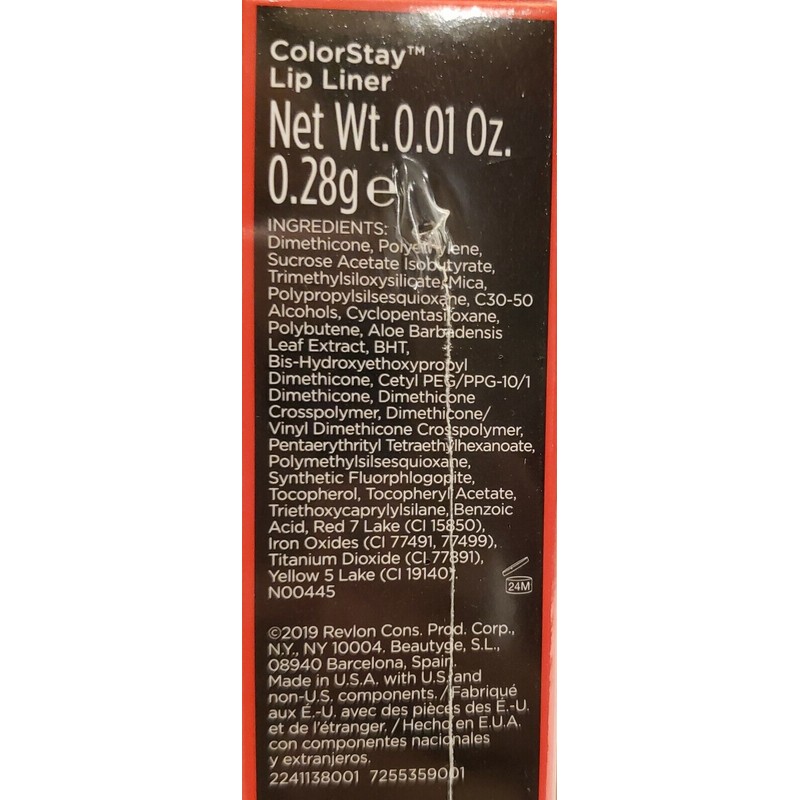 ColorStay™
Lip Liner
Net Wt. 0.01 Oz.
0.28g ℮
INGREDIENTS:
Dimethicone, Polyethylene,
Sucrose Acetate Isobutyrate,
Trimethylsiloxysilicate, Mica,
Polypropylsilsesquioxane, C30-50
Alcohols, Cyclopentasiloxane,
Polybutene, Aloe Barbadensis
Leaf Extract, BHT,
Bis-Hydroxyethoxypropyl
Dimethicone, Cetyl PEG/PPG-10/1
Dimethicone, Dimethicone
Crosspolymer, Dimethicone/
Vinyl Dimethicone Crosspolymer,
Pentaerythrityl Tetraethylhexanoate,
Polymethylsilsesquioxane,
Synthetic Fluorphlogopite,
Tocopherol, Tocopheryl Acetate,
Triethoxycaprylylsilane, Benzoic
Acid, Red 7 Lake (CI 15850),
Iron Oxides (CI 77491, 77499),
Titanium Dioxide (CI 77891),
Yellow 5 Lake (CI 19140).
N00445
24M
©2019 Revlon Cons. Prod. Corp.,
N.Y., NY 10004. Beautyge, S.L.,
08940 Barcelona, Spain.
Made in U.S.A. with U.S. and
non-U.S. components. / Fabriqué
aux É.-U. avec des pièces des É.-U.
et de l'étranger. / Hecho en E.U.A.
con componentes nacionales
y extranjeros.
2241138001 7255359001